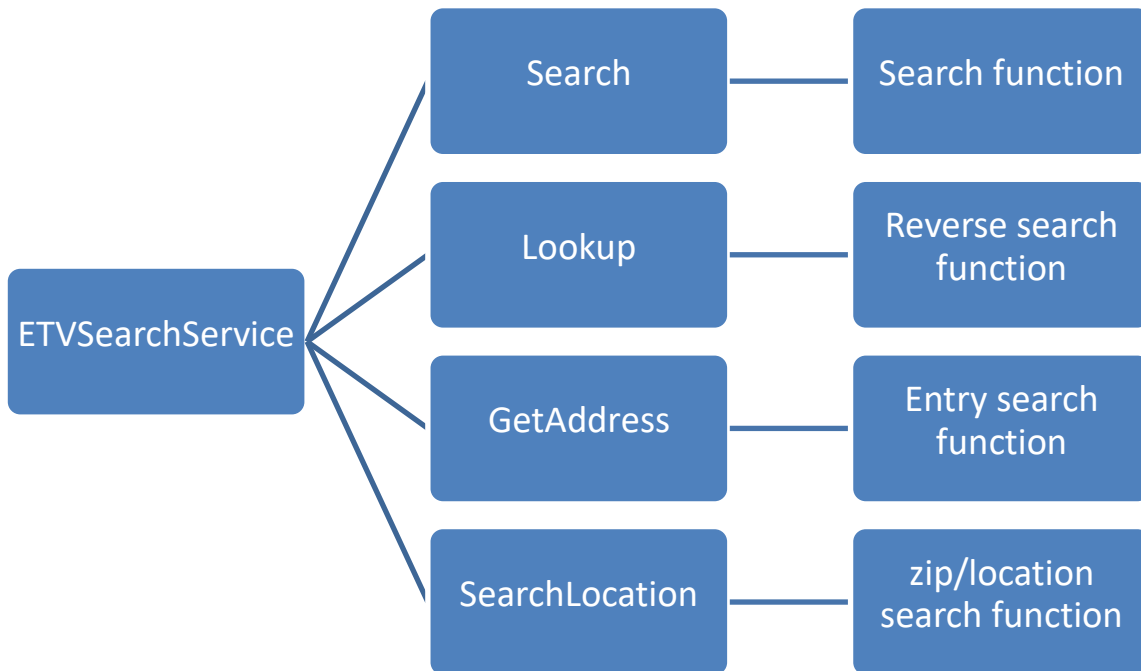 Search
Search function
Lookup
Reverse search
function
ETVSearchService
GetAddress
Entry search
function
SearchLocation
zip/location
search function